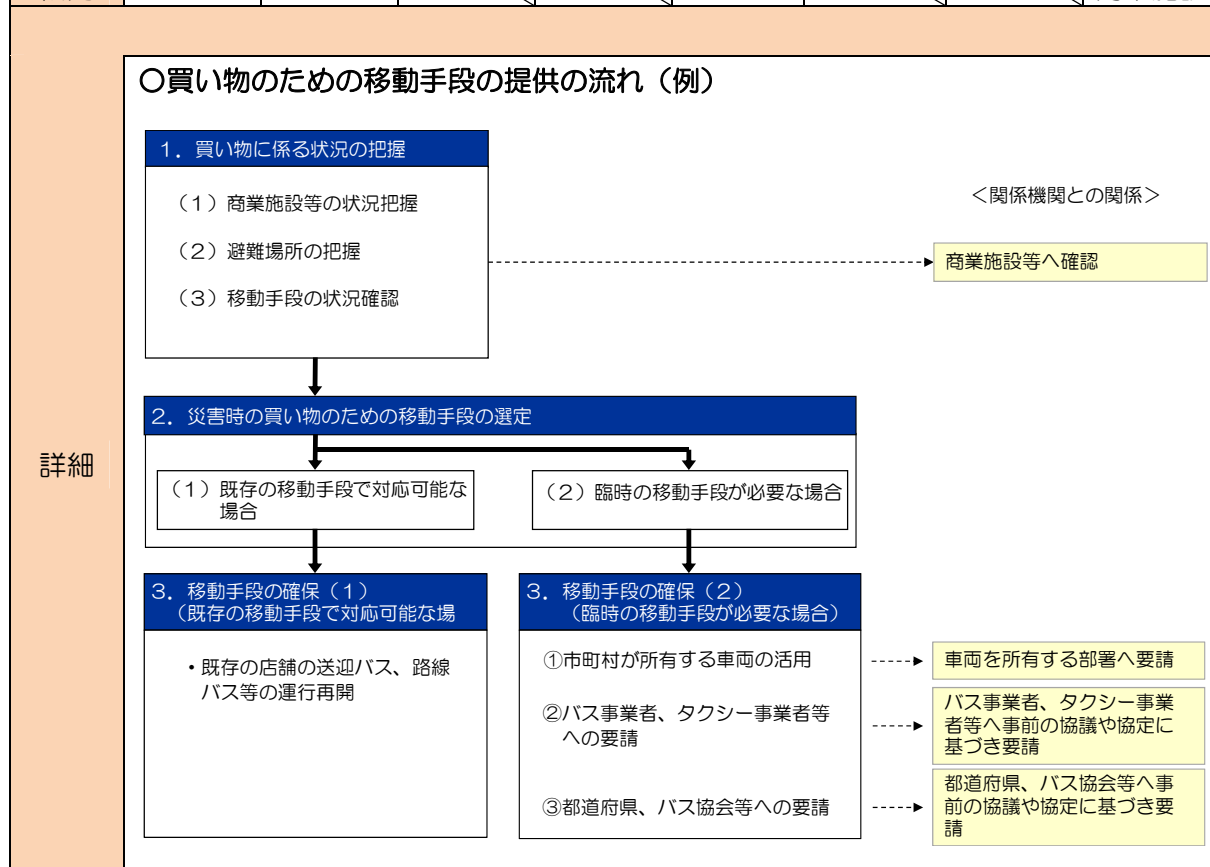 〇買い物のための移動手段の提供の流れ（例）
１．買い物に係る状況の把握
（１）商業施設等の状況把握
（２）避難場所の把握
（３）移動手段の状況確認
＜関係機関との関係＞
商業施設等へ確認
２．災害時の買い物のための移動手段の選定
（１）既存の移動手段で対応可能な
場合
（２）臨時の移動手段が必要な場合
詳細
３．移動手段の確保（１）
（既存の移動手段で対応可能な場
・既存の店舗の送迎バス、路線
バス等の運行再開
３．移動手段の確保（２）
（臨時の移動手段が必要な場合）
①市町村が所有する車両の活用
②バス事業者、タクシー事業者等
への要請
③都道府県、バス協会等への要請
車両を所有する部署へ要請
バス事業者、タクシー事業
者等へ事前の協議や協定に
基づき要請
都道府県、バス協会等へ事
前の協議や協定に基づき要
請